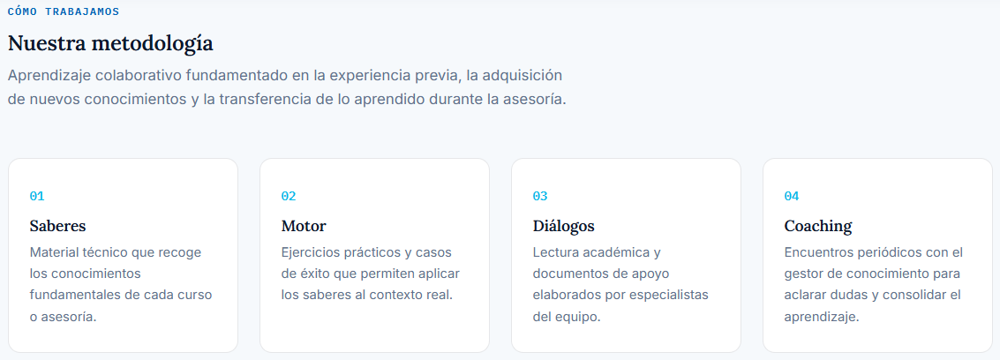 CÓMO TRABAJAMOS
Nuestra metodología
Aprendizaje colaborativo fundamentado en la experiencia previa, la adquisición
de nuevos conocimientos y la transferencia de lo aprendido durante la asesoría.
01
Saberes
Material técnico que recoge
los conocimientos
fundamentales de cada curso
o asesoría.
02
Motor
Ejercicios prácticos y casos
de éxito que permiten aplicar
los saberes al contexto real.
03
Diálogos
Lectura académica y
documentos de apoyo
elaborados por especialistas
del equipo.
04
Coaching
Encuentros periódicos con el
gestor de conocimiento para
aclarar dudas y consolidar el
aprendizaje.